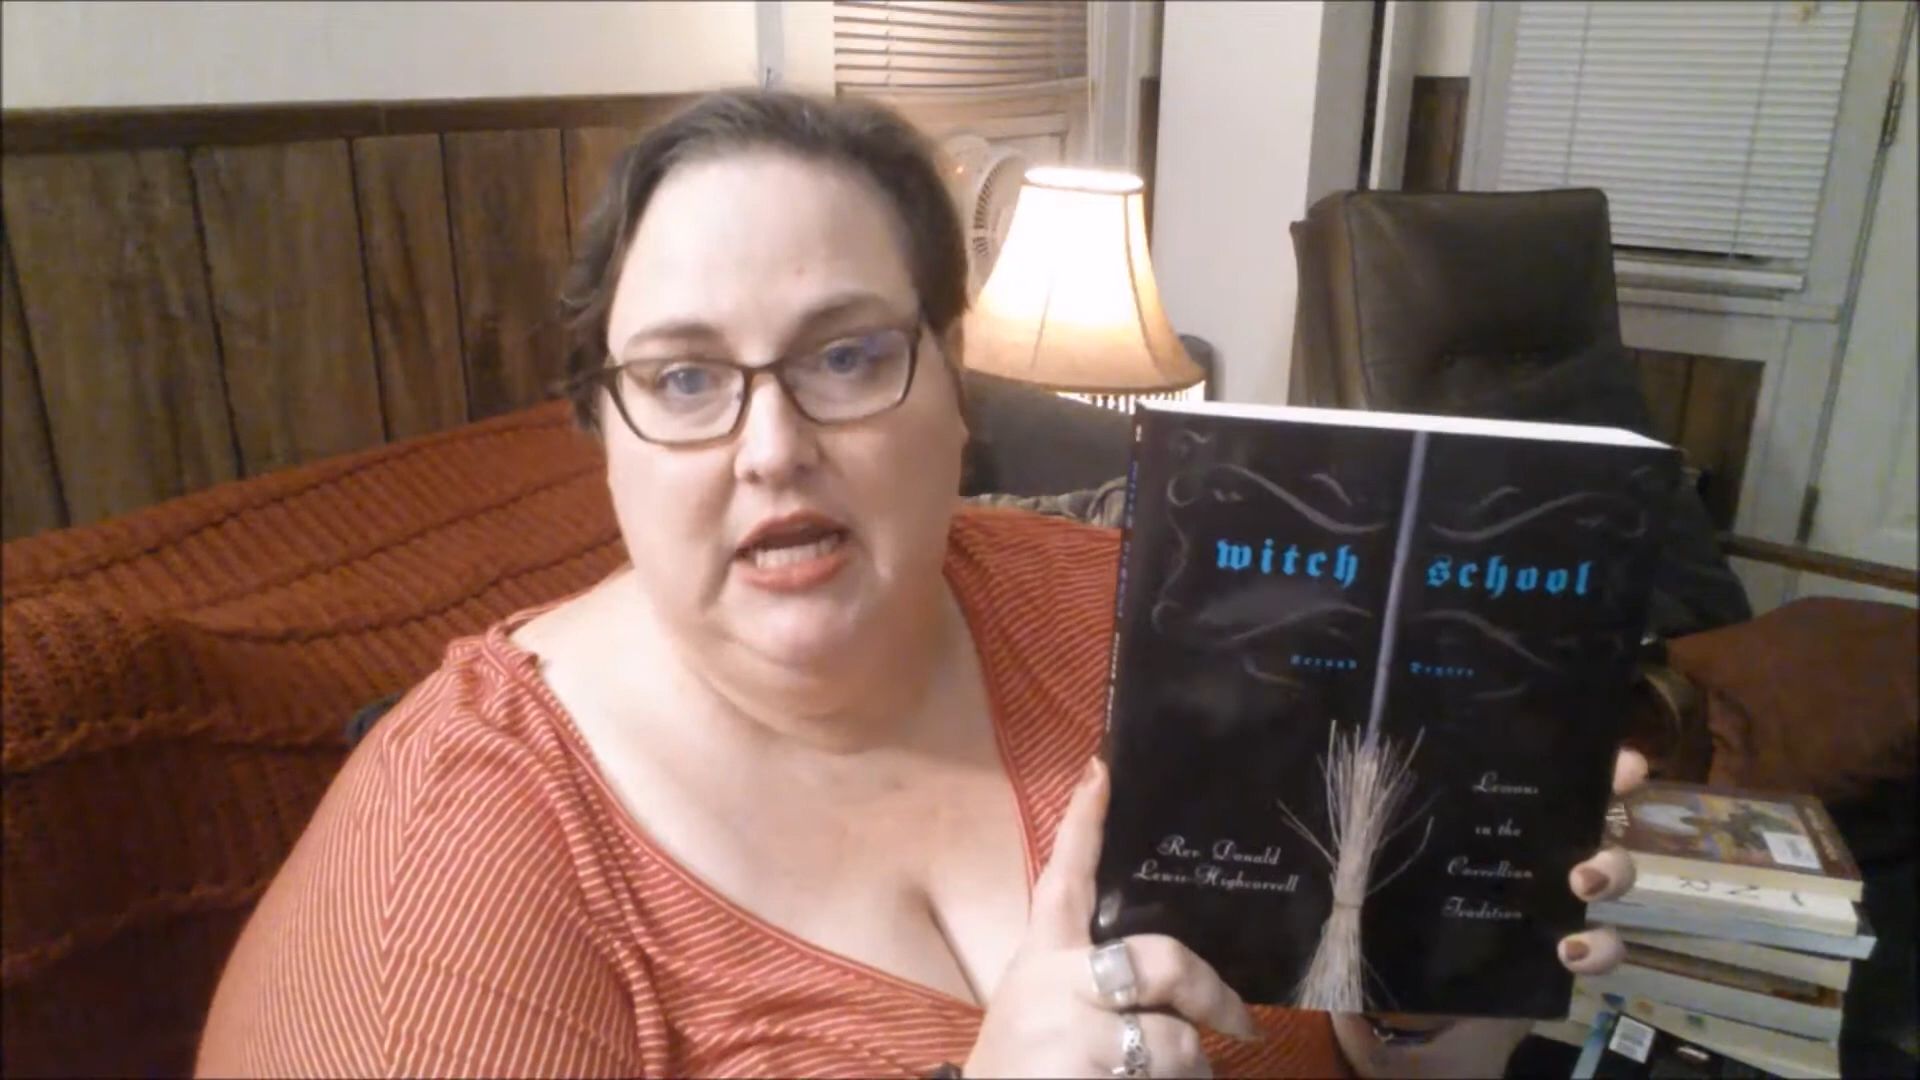 witch school
Second Degree
Lessons
in the
Correllian
Tradition
Rev. Donald
Lewis-Highcorrell